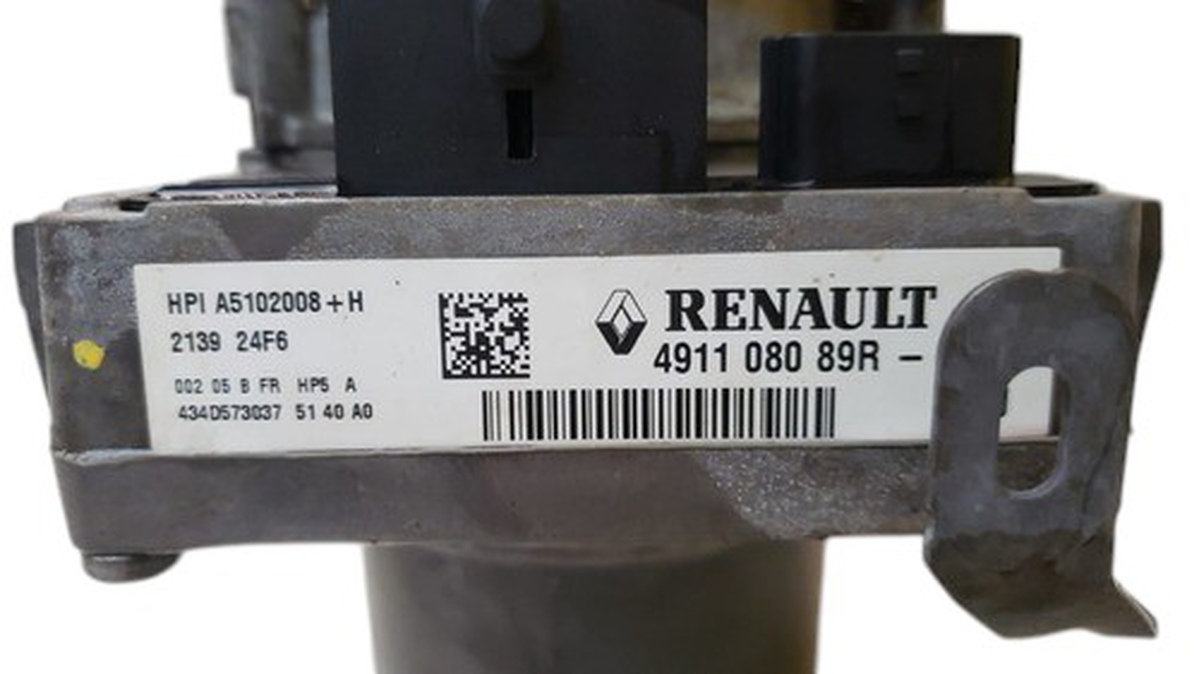 HPI A5102008+H
2139 24F6
002 05 B FR HP5 A
434D573037 51 40 A0
RENAULT
4911 080 89R -